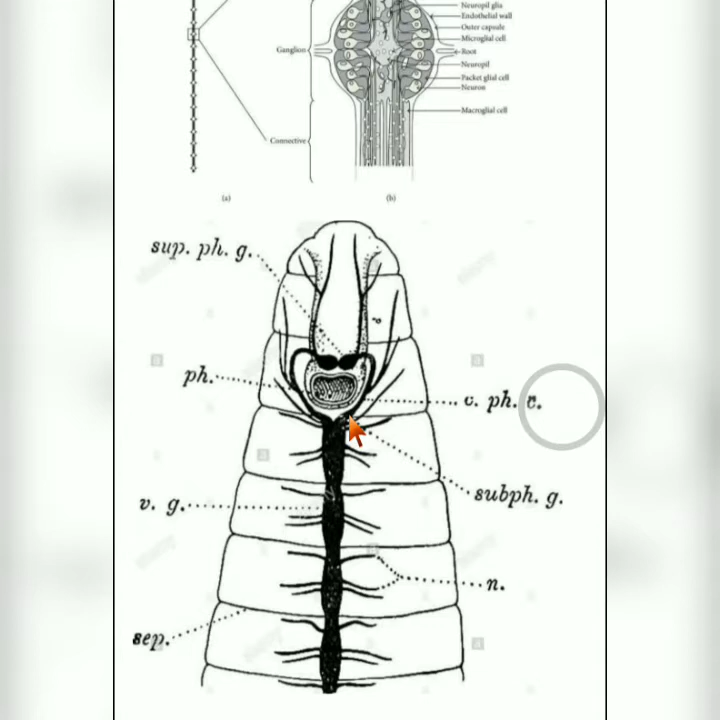 Neuropil glia
Endothelial wall
Outer capsule
Microglial cell
Ganglion
Root
Neuropil
Packet glial cell
Neuron
Macroglial cell
Connective
(a)
(b)
sup. ph. g.
ph.
c. ph. c.
subph. g.
v. g.
n.
sep.